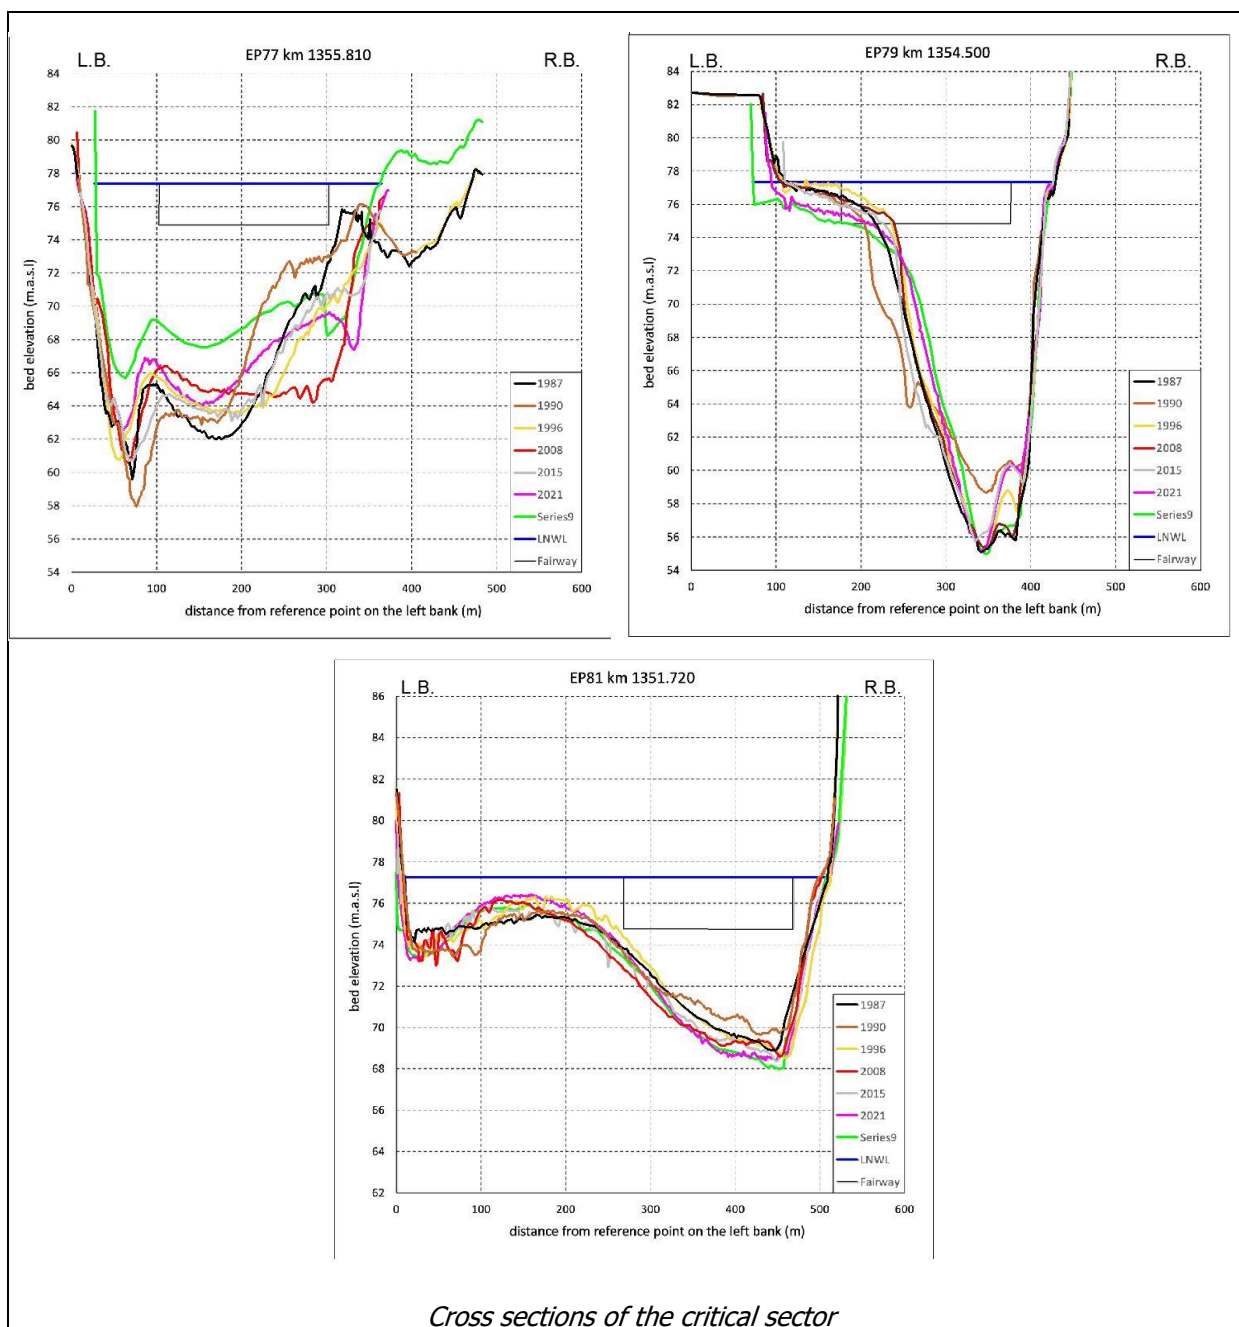 L.B.
EP77 km 1355.810
R.B.
84
82
80
78
76
74
72
70
68
66
64
62
60
58
56
54
bed elevation (m.a.s.l)
0 100 200 300 400 500 600
distance from reference point on the left bank (m)
1987
1990
1996
2008
2015
2021
Series9
LNWL
Fairway
L.B.
EP79 km 1354.500
R.B.
84
82
80
78
76
74
72
70
68
66
64
62
60
58
56
54
bed elevation (m.a.s.l)
0 100 200 300 400 500 600
distance from reference point on the left bank (m)
1987
1990
1996
2008
2015
2021
Series9
LNWL
Fairway
L.B.
EP81 km 1351.720
R.B.
86
84
82
80
78
76
74
72
70
68
66
64
62
bed elevation (m.a.s.l)
0 100 200 300 400 500 600
distance from reference point on the left bank (m)
1987
1990
1996
2008
2015
2021
Series9
LNWL
Fairway
Cross sections of the critical sector